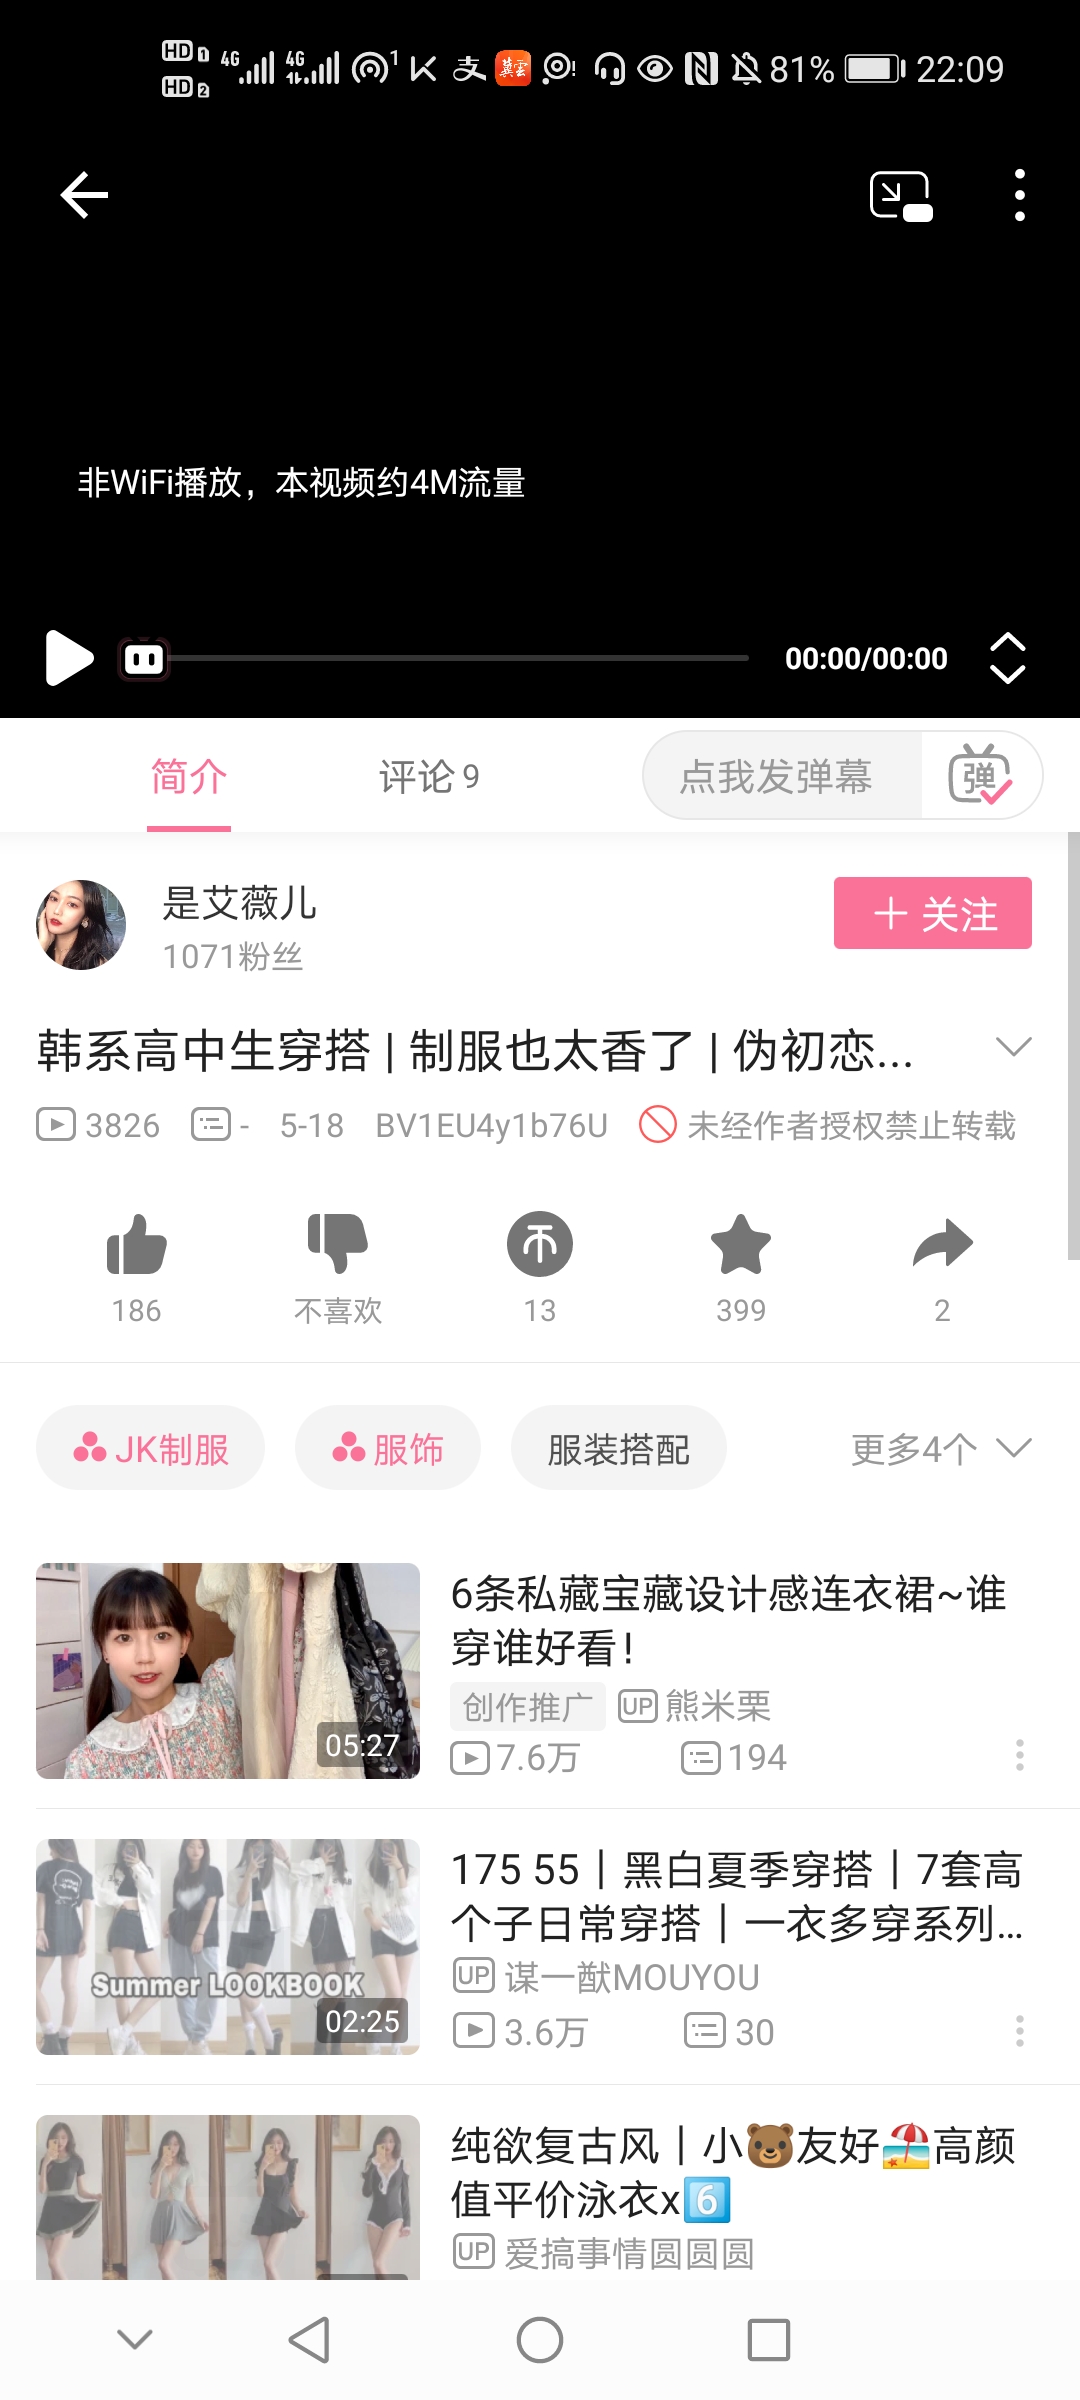 HD 1 4G 4G 1 81% 22:09
HD 2
非WiFi播放，本视频约4M流量
00:00/00:00
简介 评论 9 点我发弹幕 弹
是艾薇儿
1071粉丝
+ 关注
韩系高中生穿搭 | 制服也太香了 | 伪初恋...
3826 - 5-18 BV1EU4y1b76U 未经作者授权禁止转载
186 不喜欢 13 399 2
JK制服 服饰 服装搭配 更多4个
6条私藏宝藏设计感连衣裙~谁
穿谁好看！
创作推广 UP 熊米栗
05:27
7.6万 194
175 55｜黑白夏季穿搭｜7套高
个子日常穿搭｜一衣多穿系列...
Summer LOOKBOOK
UP 谋一猷MOUYOU
02:25
3.6万 30
纯欲复古风｜小🐻友好⛱️高颜
值平价泳衣x6️⃣
UP 爱搞事情圆圆圆